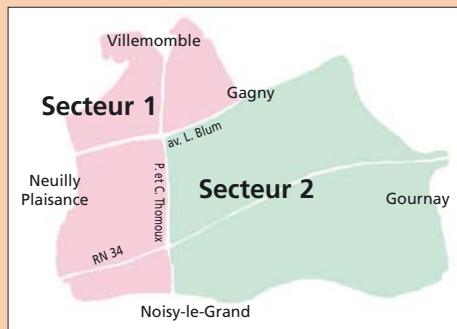 Villemomble
Secteur 1
Gagny
av. L. Blum
Neuilly
Plaisance
P. et C. Thomoux
Secteur 2
Gournay
RN 34
Noisy-le-Grand